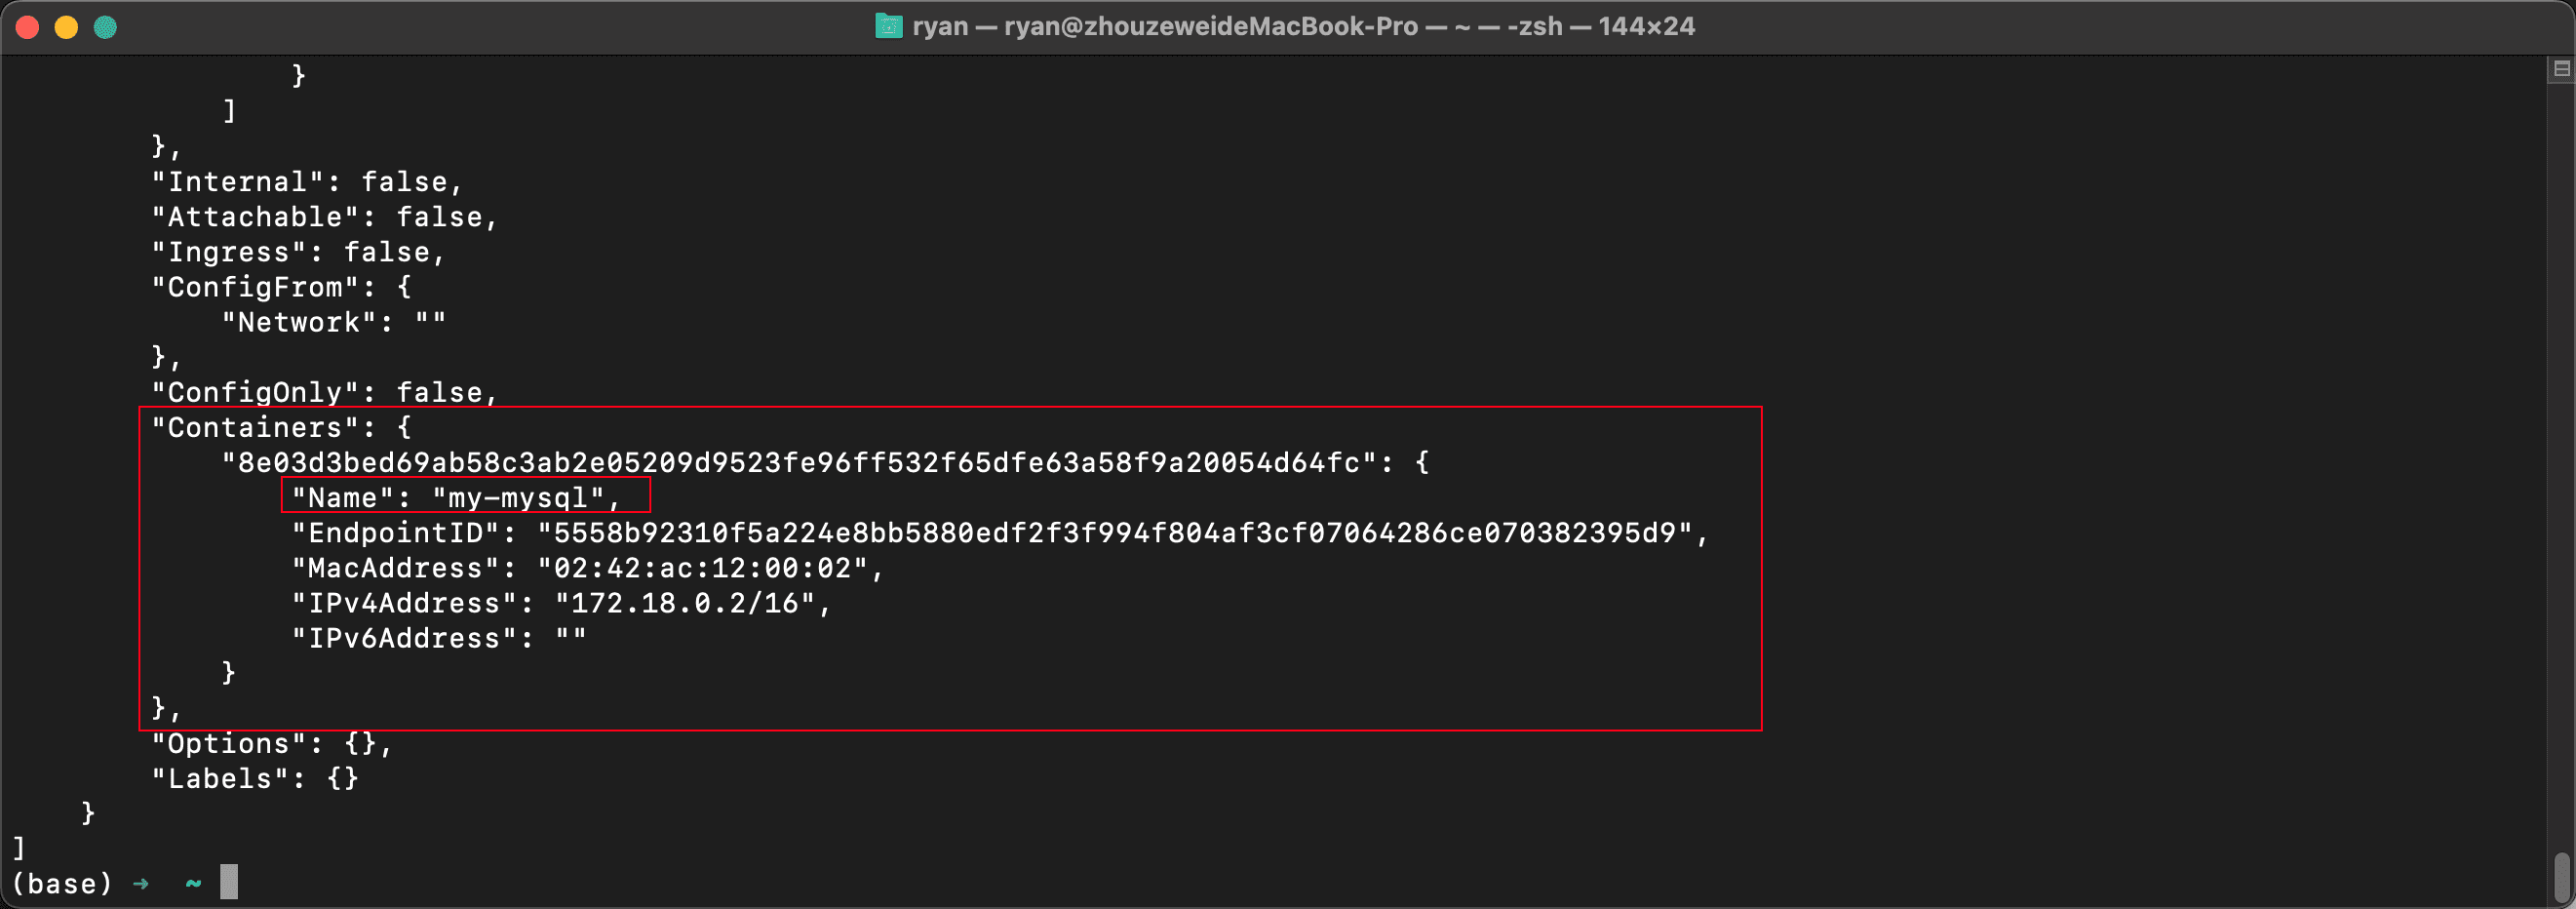 ryan — ryan@zhouzeweideMacBook-Pro — ~ — -zsh — 144×24
                }
            ]
        },
        "Internal": false,
        "Attachable": false,
        "Ingress": false,
        "ConfigFrom": {
            "Network": ""
        },
        "ConfigOnly": false,
        "Containers": {
            "8e03d3bed69ab58c3ab2e05209d9523fe96ff532f65dfe63a58f9a20054d64fc": {
                "Name": "my-mysql",
                "EndpointID": "5558b92310f5a224e8bb5880edf2f3f994f804af3cf07064286ce070382395d9",
                "MacAddress": "02:42:ac:12:00:02",
                "IPv4Address": "172.18.0.2/16",
                "IPv6Address": ""
            }
        },
        "Options": {},
        "Labels": {}
    }
]
(base) ➜  ~